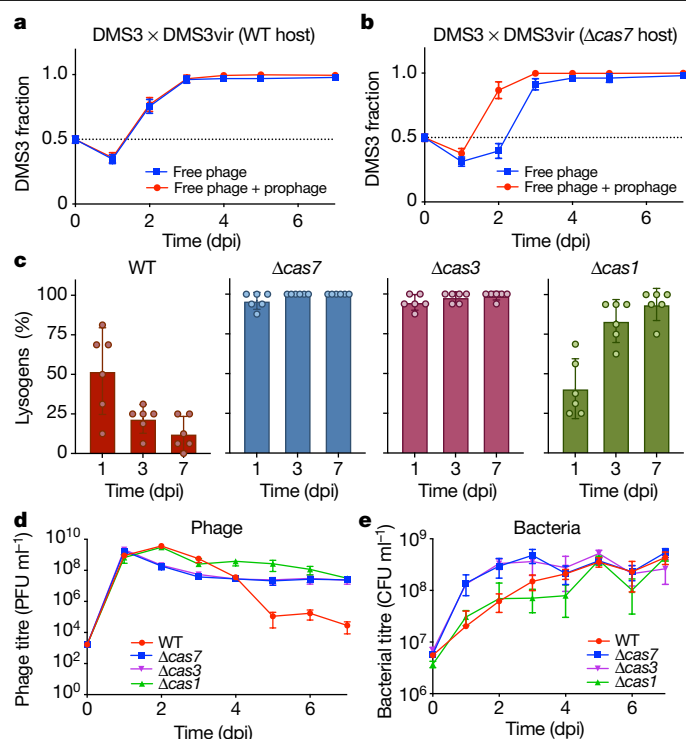 a
DMS3 × DMS3vir (WT host)
DMS3 fraction
1.0
0.5
0
Free phage
Free phage + prophage
0 2 4 6
Time (dpi)
b
DMS3 × DMS3vir (Δcas7 host)
DMS3 fraction
1.0
0.5
0
Free phage
Free phage + prophage
0 2 4 6
Time (dpi)
c
WT Δcas7 Δcas3 Δcas1
Lysogens (%)
100
75
50
25
0
1 3 7 1 3 7 1 3 7 1 3 7
Time (dpi) Time (dpi) Time (dpi) Time (dpi)
d
Phage
Phage titre (PFU ml⁻¹)
10¹⁰
10⁸
10⁶
10⁴
10²
10⁰
WT
Δcas7
Δcas3
Δcas1
0 2 4 6
Time (dpi)
e
Bacteria
Bacterial titre (CFU ml⁻¹)
10⁹
10⁸
10⁷
10⁶
WT
Δcas7
Δcas3
Δcas1
0 2 4 6
Time (dpi)